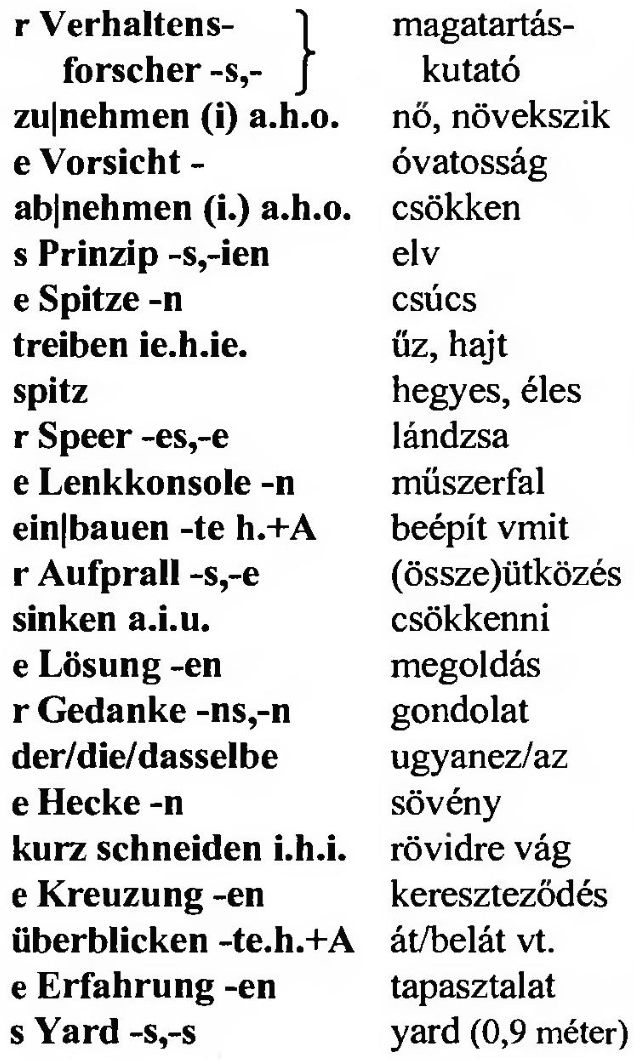 r Verhaltens- magatartás-
forscher -s,- kutató
zu|nehmen (i) a.h.o. nő, növekszik
e Vorsicht - óvatosság
ab|nehmen (i.) a.h.o. csökken
s Prinzip -s,-ien elv
e Spitze -n csúcs
treiben ie.h.ie. űz, hajt
spitz hegyes, éles
r Speer -es,-e lándzsa
e Lenkkonsole -n műszerfal
ein|bauen -te h.+A beépít vmit
r Aufprall -s,-e (össze)ütközés
sinken a.i.u. csökkenni
e Lösung -en megoldás
r Gedanke -ns,-n gondolat
der/die/dasselbe ugyanez/az
e Hecke -n sövény
kurz schneiden i.h.i. rövidre vág
e Kreuzung -en kereszteződés
überblicken -te.h.+A át/belát vt.
e Erfahrung -en tapasztalat
s Yard -s,-s yard (0,9 méter)